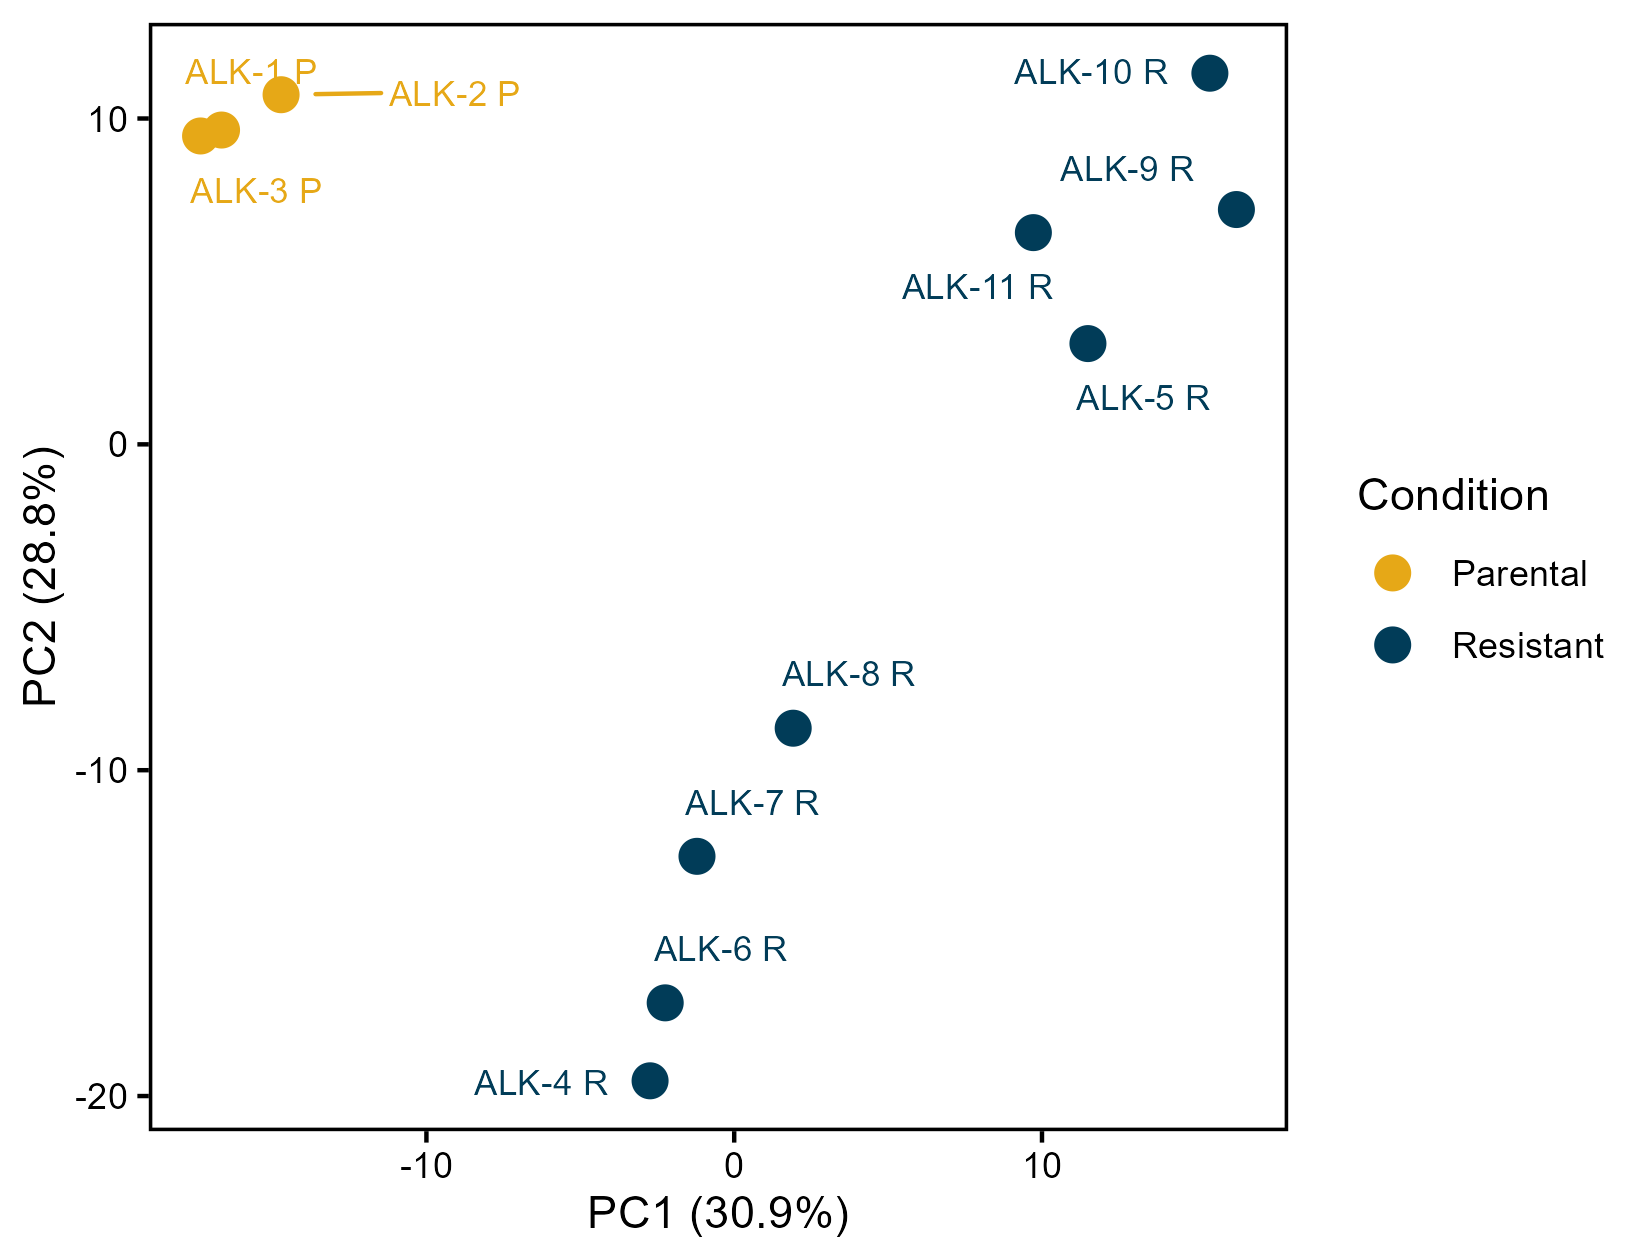 ALK-1 P
ALK-2 P
ALK-3 P
ALK-10 R
ALK-9 R
ALK-11 R
ALK-5 R
ALK-8 R
ALK-7 R
ALK-6 R
ALK-4 R
10
0
-10
-20
PC2 (28.8%)
-10
0
10
PC1 (30.9%)
Condition
Parental
Resistant